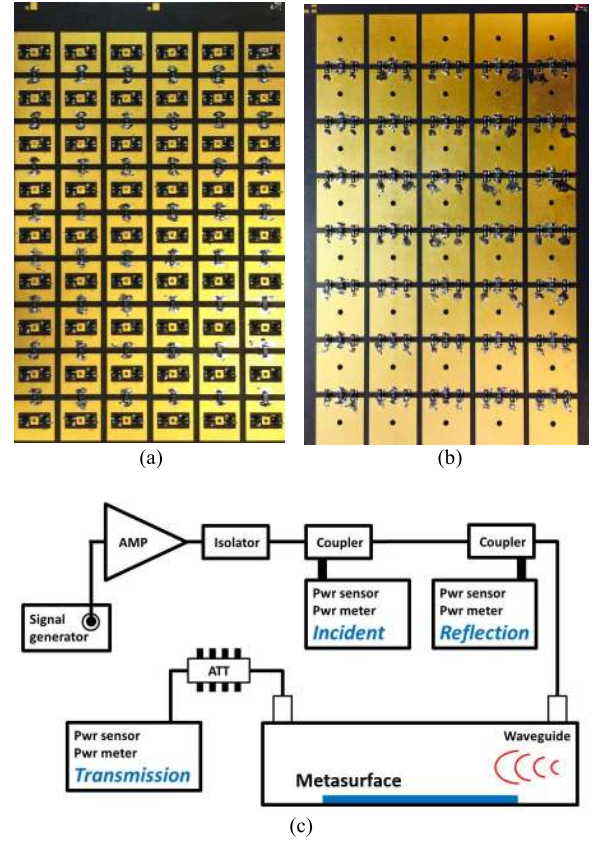 (a)
(b)
AMP
Isolator
Coupler
Coupler
Signal
generator
Pwr sensor
Pwr meter
Incident
Pwr sensor
Pwr meter
Reflection
ATT
Pwr sensor
Pwr meter
Transmission
Waveguide
Metasurface
(c)